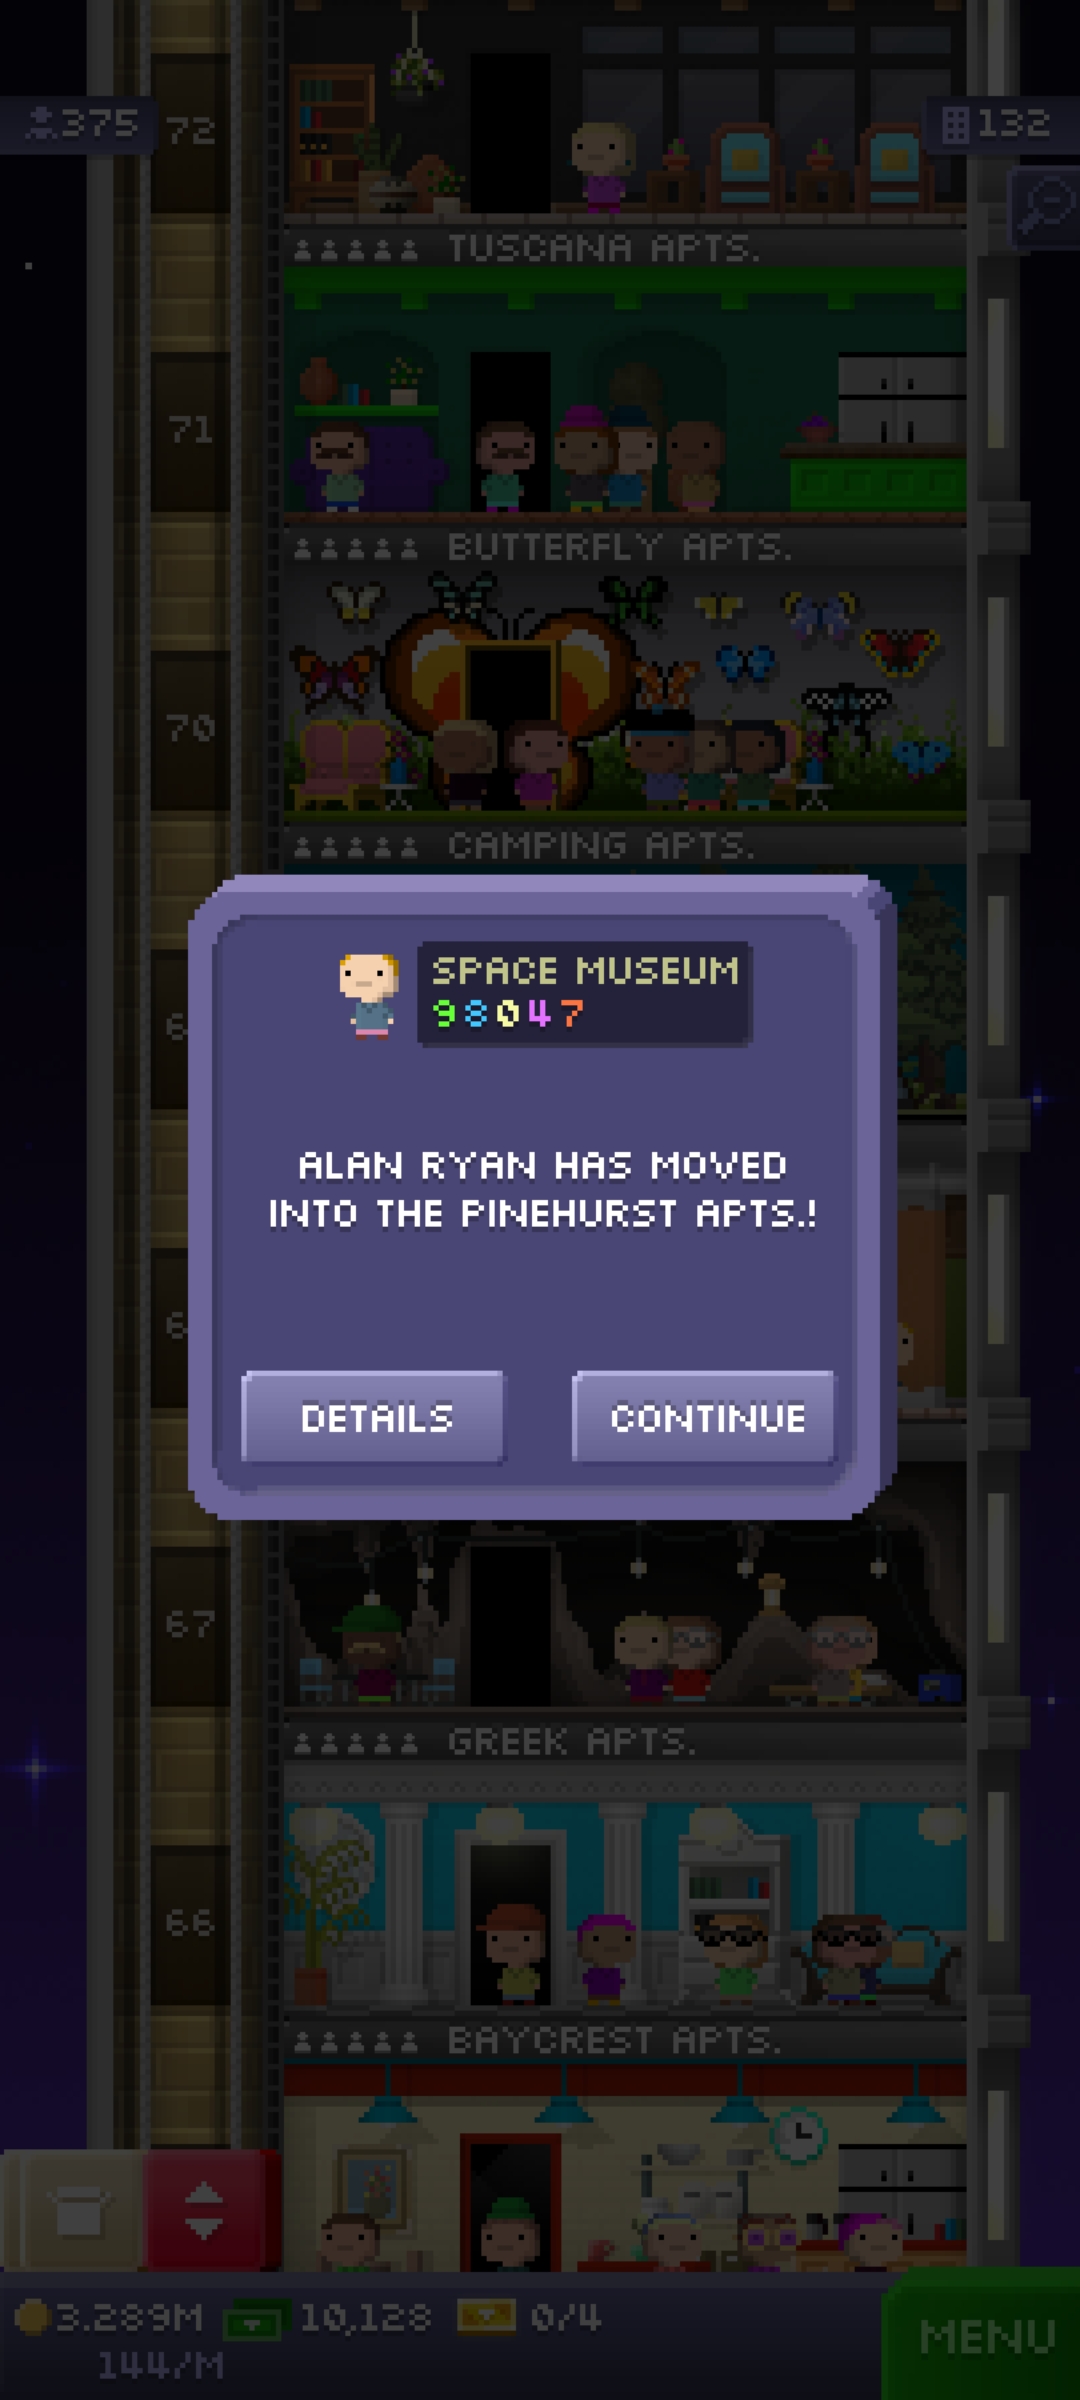 375
72
132
TUSCANA APTS.
71
BUTTERFLY APTS.
70
CAMPING APTS.
SPACE MUSEUM
98047
ALAN RYAN HAS MOVED
INTO THE PINEHURST APTS.!
DETAILS
CONTINUE
67
GREEK APTS.
66
BAYCREST APTS.
3.289M
10,128
0/4
144/M
MENU